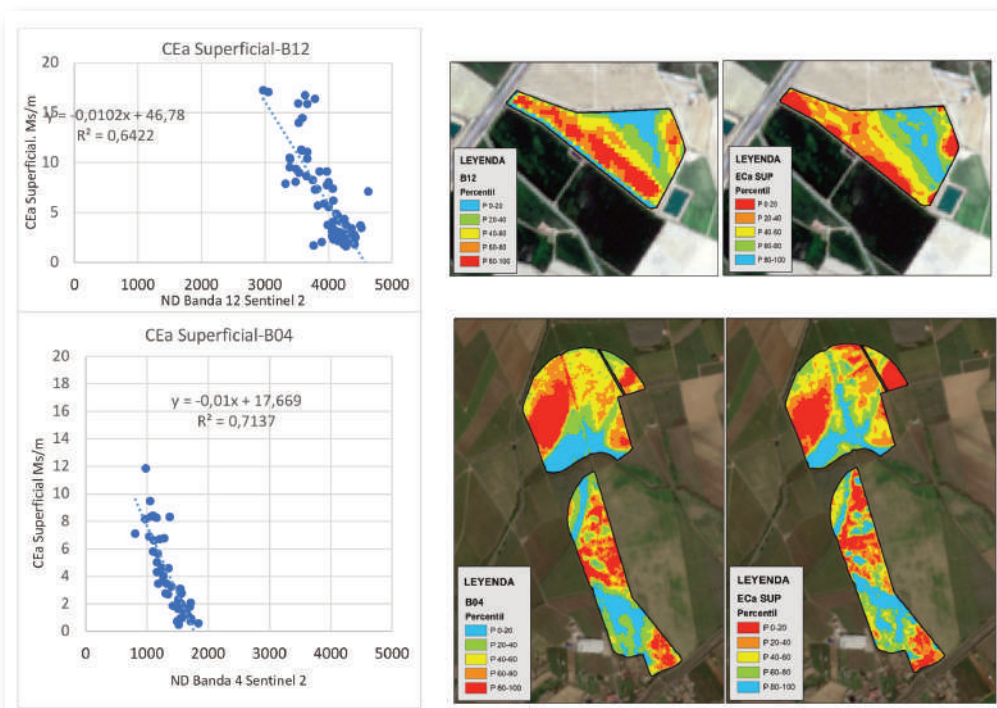 CEa Superficial-B12
20
15
10
5
0
y = -0,0102x + 46,78
R² = 0,6422
CEa Superficial. Ms/m
0 1000 2000 3000 4000 5000
ND Banda 12 Sentinel 2
LEYENDA
B12
Percentil
P 0-20
P 20-40
P 40-60
P 60-80
P 80-100
LEYENDA
ECa SUP
Percentil
P 0-20
P 20-40
P 40-60
P 60-80
P 80-100
CEa Superficial-B04
20
18
16
14
12
10
8
6
4
2
0
y = -0,01x + 17,669
R² = 0,7137
CEa Superficial Ms/m
0 1000 2000 3000 4000 5000
ND Banda 4 Sentinel 2
LEYENDA
B04
Percentil
P 0-20
P 20-40
P 40-60
P 60-80
P 80-100
LEYENDA
ECa SUP
Percentil
P 0-20
P 20-40
P 40-60
P 60-80
P 80-100